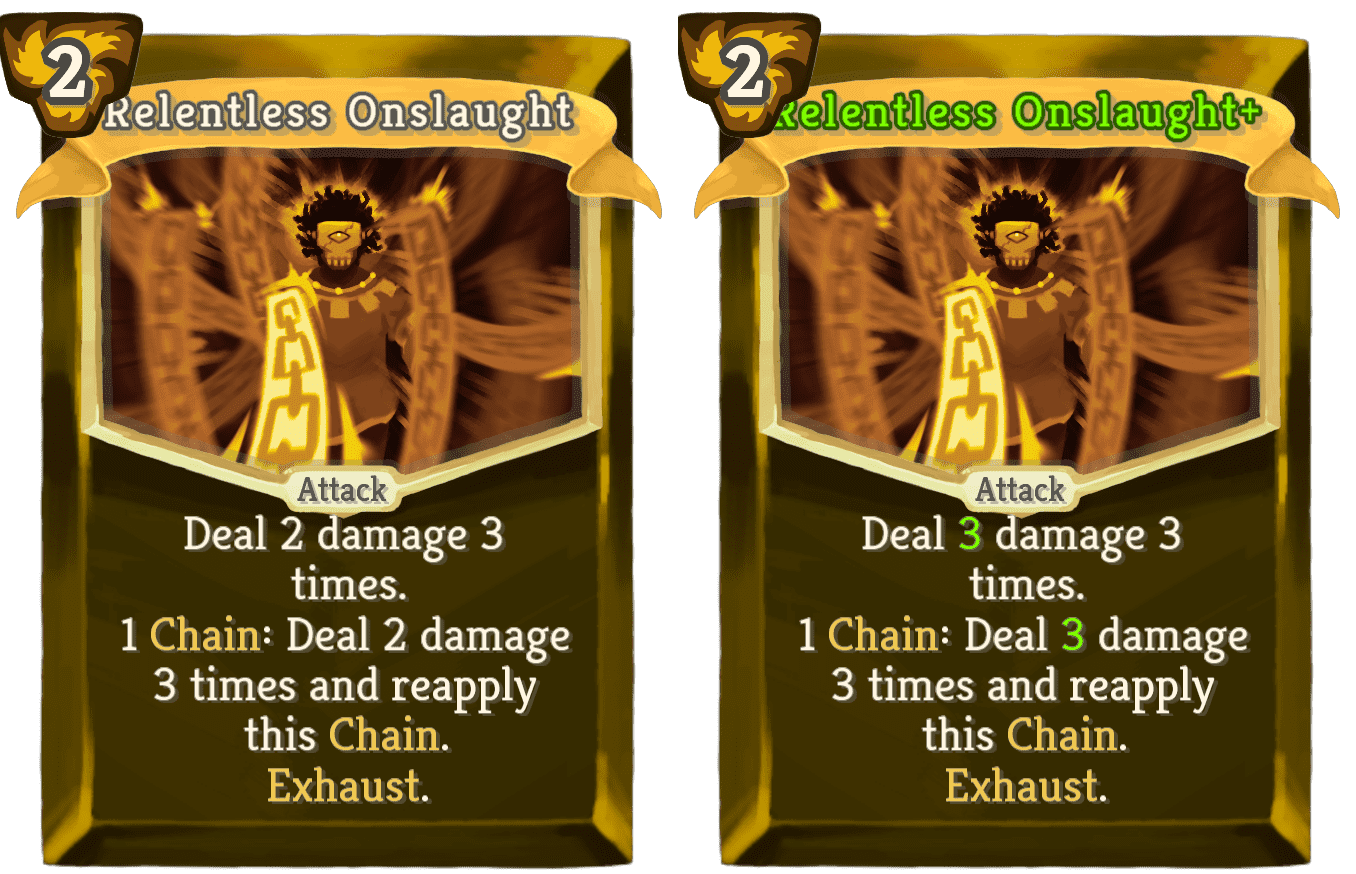 2
Relentless Onslaught
Attack
Deal 2 damage 3
times.
1 Chain: Deal 2 damage
3 times and reapply
this Chain.
Exhaust.
2
Relentless Onslaught+
Attack
Deal 3 damage 3
times.
1 Chain: Deal 3 damage
3 times and reapply
this Chain.
Exhaust.